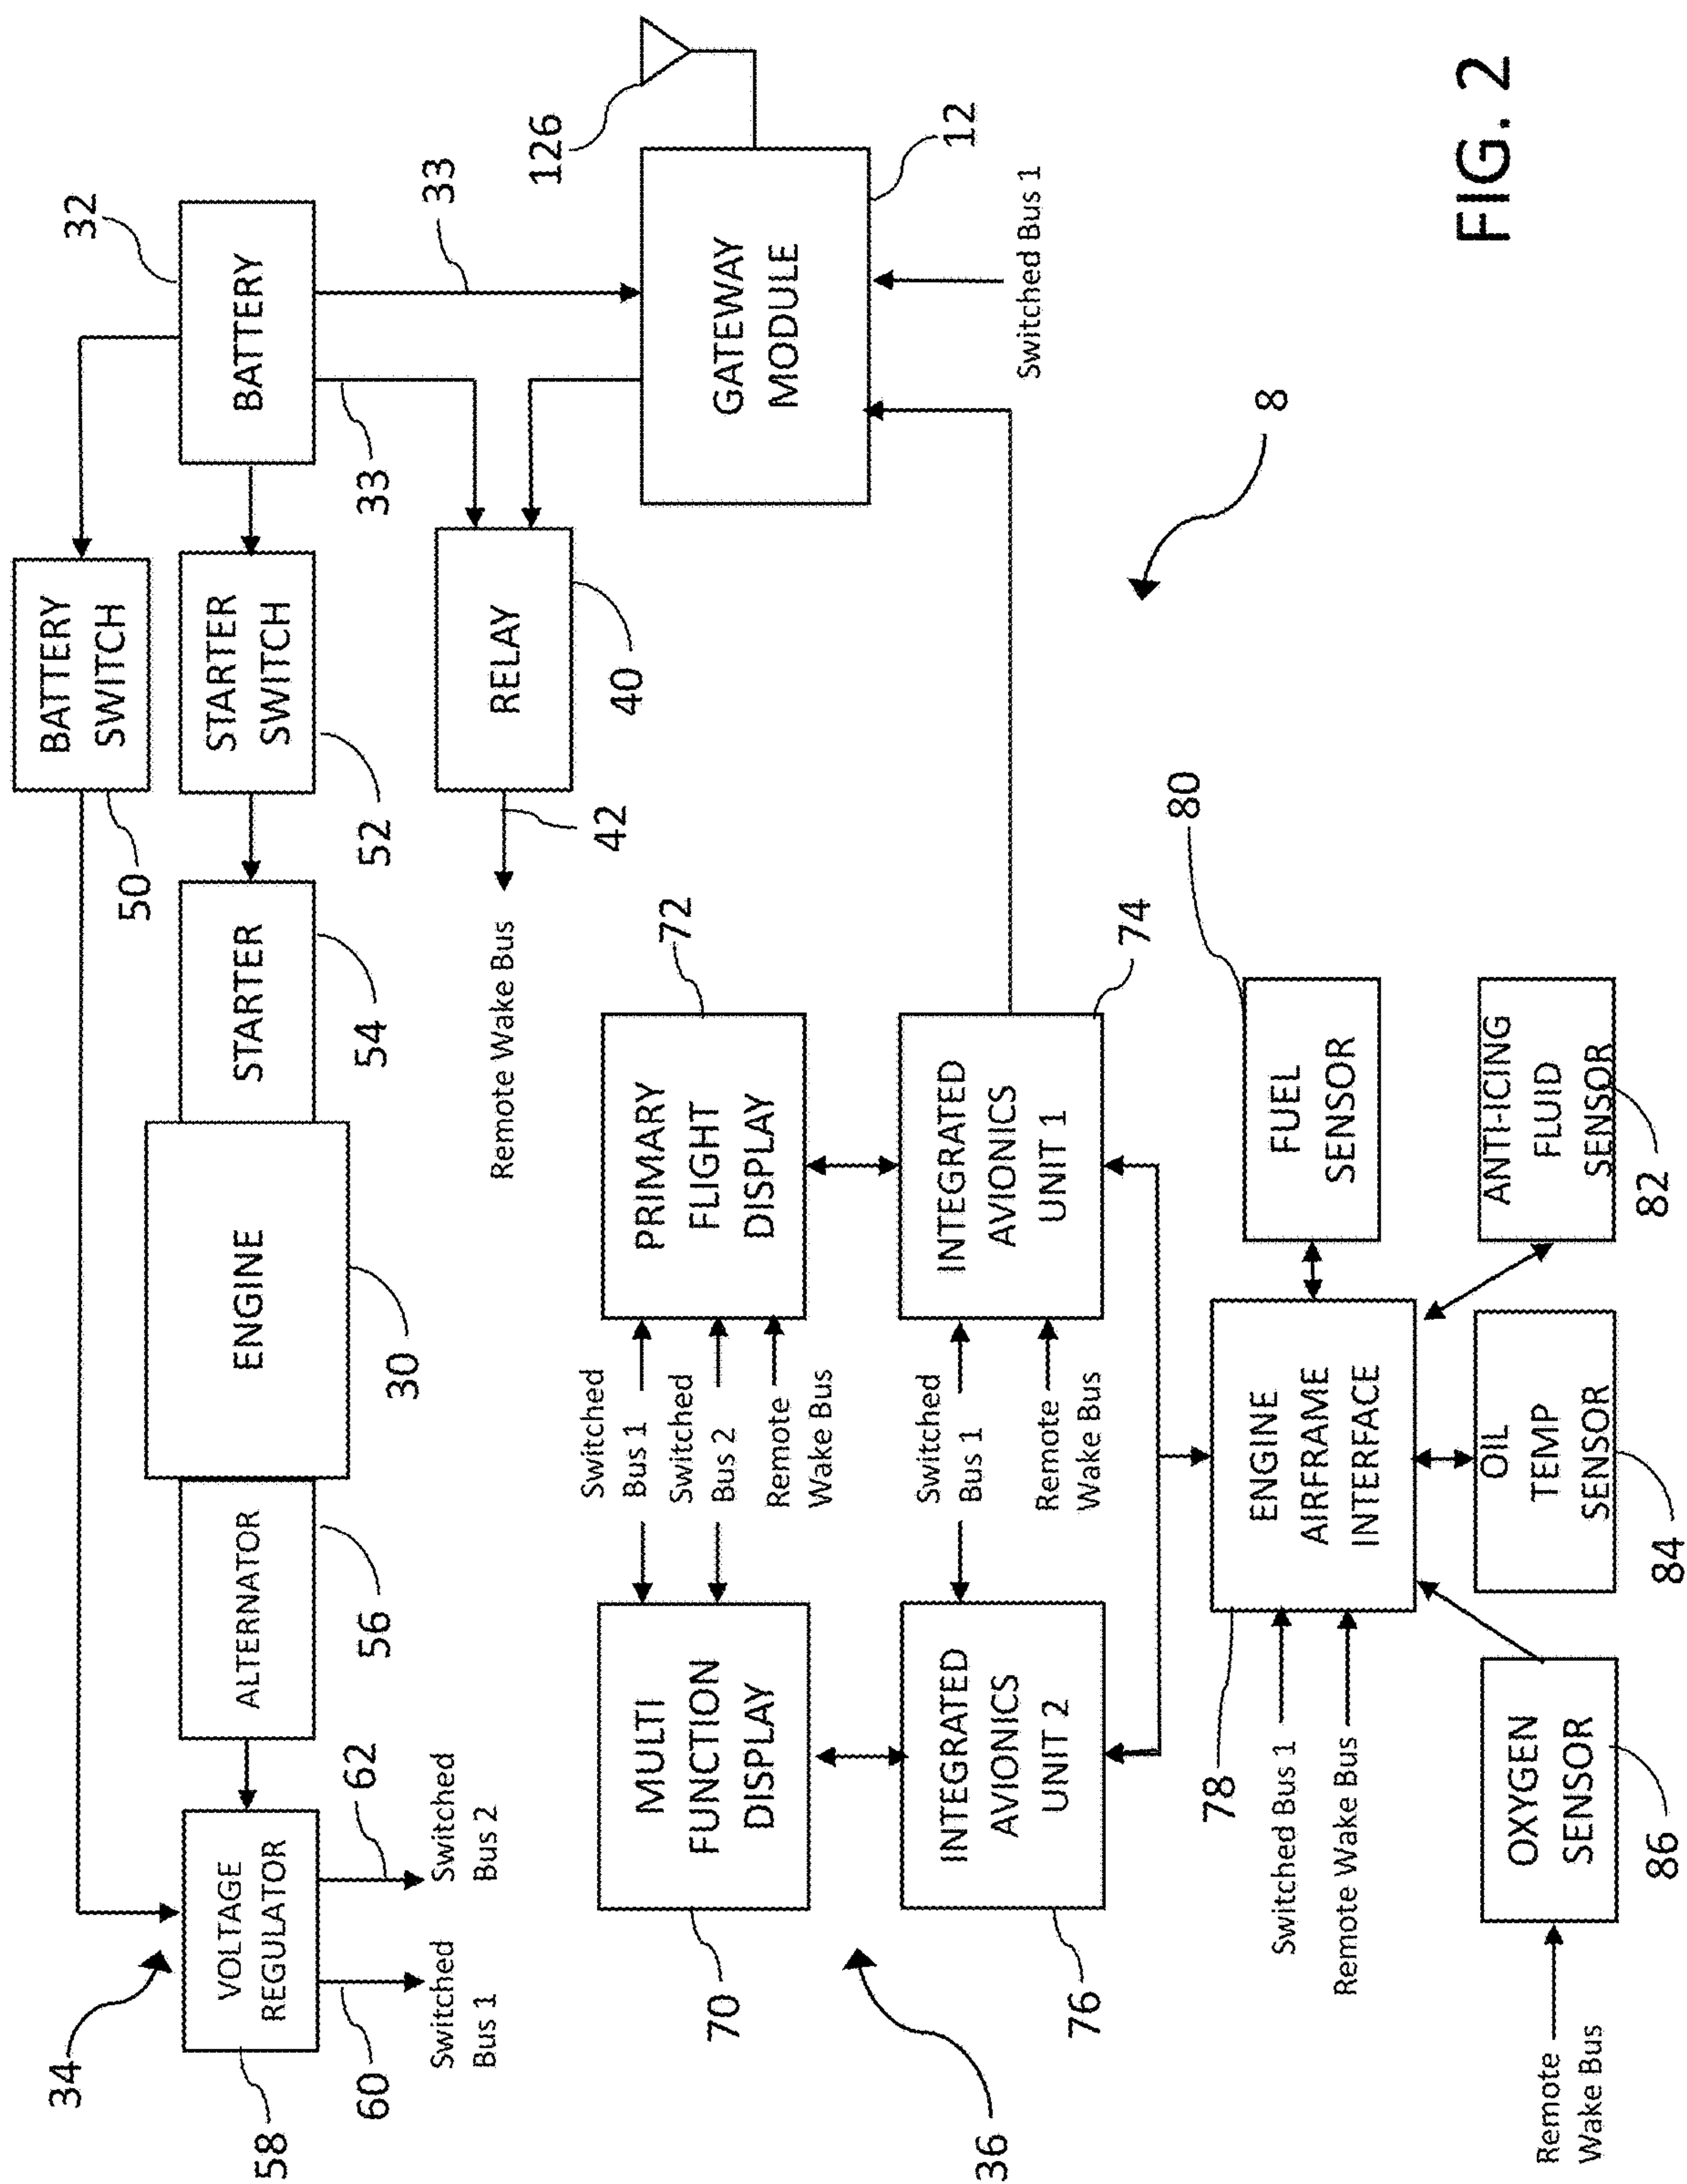 34
58
VOLTAGE
REGULATOR
60
Switched
Bus 1
62
Switched
Bus 2
ALTERNATOR
56
ENGINE
30
STARTER
54
STARTER
SWITCH
52
BATTERY
SWITCH
50
BATTERY
32
33
33
RELAY
40
42
Remote Wake Bus
GATEWAY
MODULE
12
126
Switched Bus 1
8
36
MULTI
FUNCTION
DISPLAY
70
Switched
Bus 1
Switched
Bus 2
Remote
Wake Bus
PRIMARY
FLIGHT
DISPLAY
72
INTEGRATED
AVIONICS
UNIT 2
76
Switched
Bus 1
Remote
Wake Bus
INTEGRATED
AVIONICS
UNIT 1
74
78
Switched Bus 1
Remote Wake Bus
ENGINE
AIRFRAME
INTERFACE
FUEL
SENSOR
80
ANTI-ICING
FLUID
SENSOR
82
OIL
TEMP
SENSOR
84
OXYGEN
SENSOR
86
Remote
Wake Bus
FIG. 2